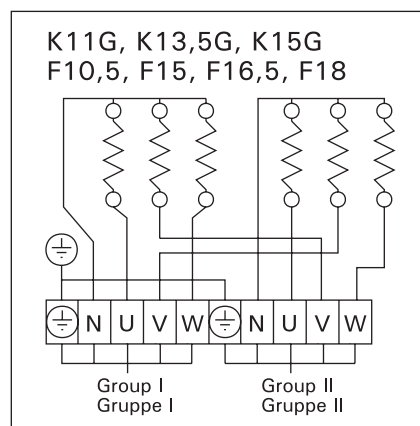 K11G, K13,5G, K15G
F10,5, F15, F16,5, F18
N U V W N U V W
Group I Group II
Gruppe I Gruppe II